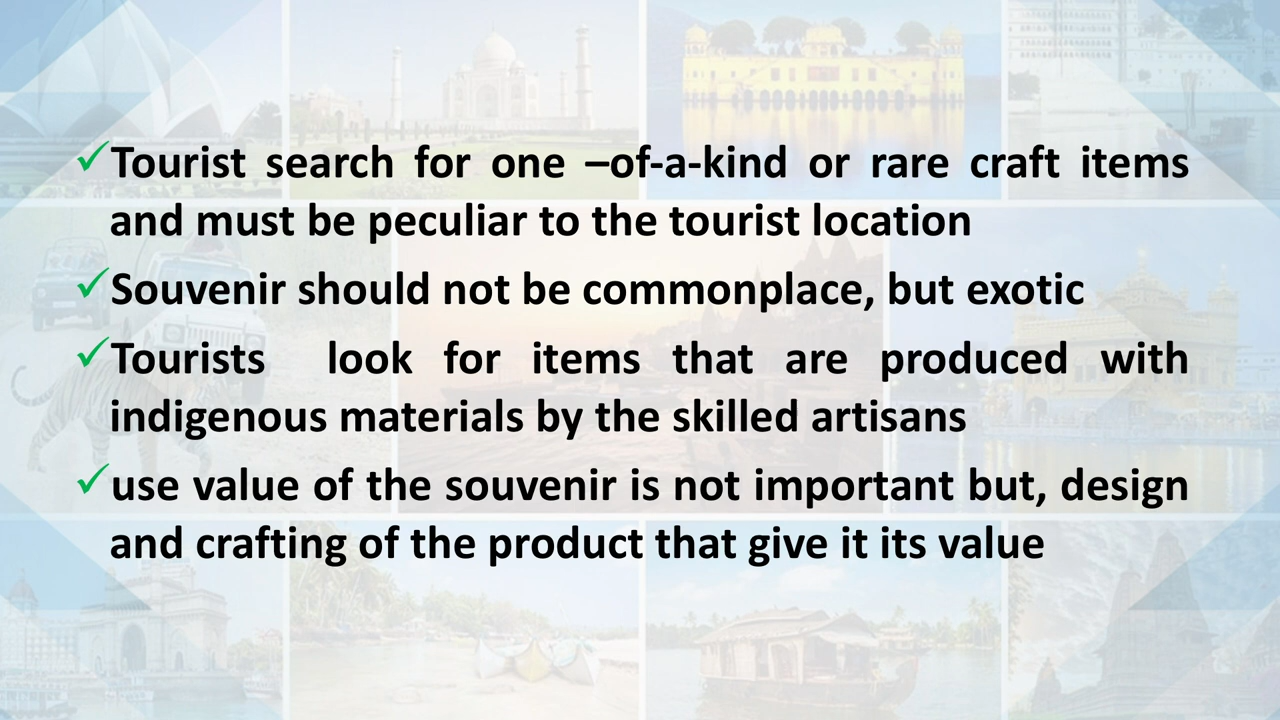 ✓Tourist search for one –of-a-kind or rare craft items
and must be peculiar to the tourist location
✓Souvenir should not be commonplace, but exotic
✓Tourists look for items that are produced with
indigenous materials by the skilled artisans
✓use value of the souvenir is not important but, design
and crafting of the product that give it its value